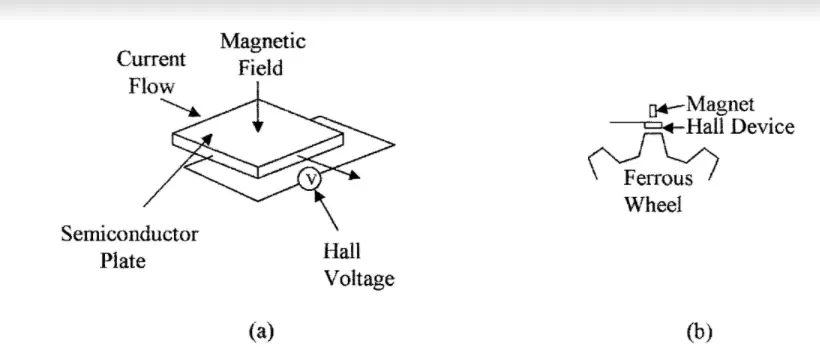 Current
Flow
Magnetic
Field
V
Semiconductor
Plate
Hall
Voltage
(a)
Magnet
Hall Device
Ferrous
Wheel
(b)